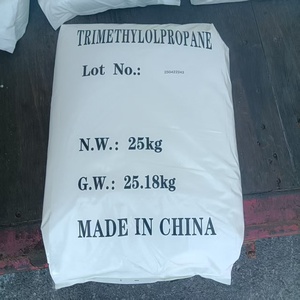 TRIMETHYLOLPROPANE
Lot No.:
N.W.: 25kg
G.W.: 25.18kg
MADE IN CHINA